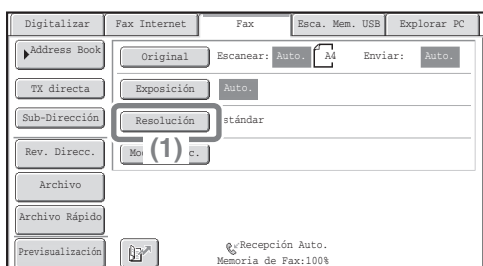 Digitalizar Fax Internet Fax Esca. Mem. USB Explorar PC
Address Book Original Escanear: Auto. A4 Enviar: Auto.
TX directa Exposición Auto.
Sub-Dirección Resolución stándar
Rev. Direcc. (1) c.
Archivo
Archivo Rápido
Previsualización Recepción Auto.
Memoria de Fax:100%